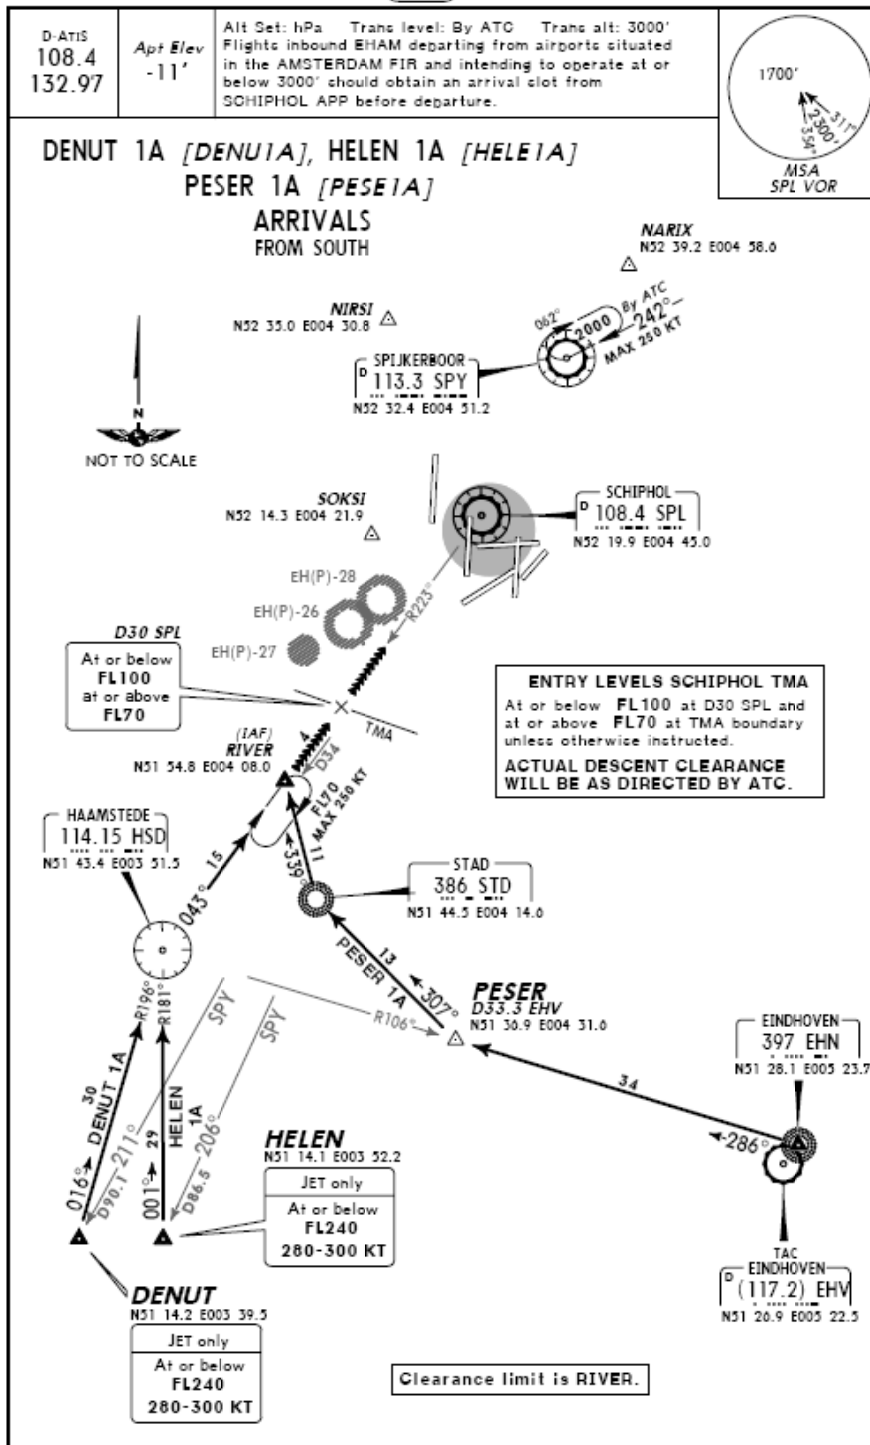 D-ATIS
108.4
132.97
Apt Elev
-11'
Alt Set: hPa Trans level: By ATC Trans alt: 3000'
Flights inbound EHAM departing from airports situated
in the AMSTERDAM FIR and intending to operate at or
below 3000' should obtain an arrival slot from
SCHIPHOL APP before departure.
1700'
311°
2300'
354°
MSA
SPL VOR
DENUT 1A [DENU1A], HELEN 1A [HELE1A]
PESER 1A [PESE1A]
ARRIVALS
FROM SOUTH
NARIX
N52 39.2 E004 58.6
NIRSI
N52 35.0 E004 30.8
062°
2000
By ATC
242°
MAX 250 KT
SPIJKERBOOR
D 113.3 SPY
N52 32.4 E004 51.2
N
NOT TO SCALE
SOKSI
N52 14.3 E004 21.9
SCHIPHOL
D 108.4 SPL
N52 19.9 E004 45.0
EH(P)-28
EH(P)-26
EH(P)-27
R223°
D30 SPL
At or below
FL100
at or above
FL70
TMA
ENTRY LEVELS SCHIPHOL TMA
At or below FL100 at D30 SPL and
at or above FL70 at TMA boundary
unless otherwise instructed.
ACTUAL DESCENT CLEARANCE
WILL BE AS DIRECTED BY ATC.
(IAF)
RIVER
N51 54.8 E004 08.0
4
D34
FL70
MAX 250 KT
HAAMSTEDE
114.15 HSD
N51 43.4 E003 51.5
043°
15
339°
11
STAD
386 STD
N51 44.5 E004 14.6
13
PESER 1A
307°
PESER
D33.3 EHV
N51 36.9 E004 31.6
R106°
R196°
R181°
SPY
SPY
EINDHOVEN
397 EHN
N51 28.1 E005 23.7
34
286°
30
DENUT 1A
016°
211°
D90.1
29
HELEN
1A
001°
206°
D86.5
HELEN
N51 14.1 E003 52.2
JET only
At or below
FL240
280-300 KT
TAC
EINDHOVEN
D (117.2) EHV
N51 26.9 E005 22.5
DENUT
N51 14.2 E003 39.5
JET only
At or below
FL240
280-300 KT
Clearance limit is RIVER.